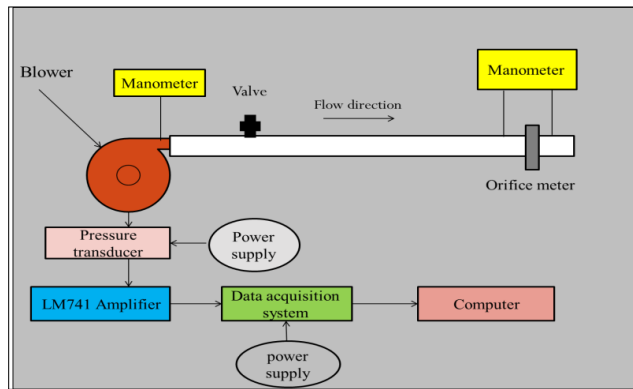 Blower
Manometer
Valve
Flow direction
Manometer
Orifice meter
Pressure
transducer
Power
supply
LM741 Amplifier
Data acquisition
system
Computer
power
supply